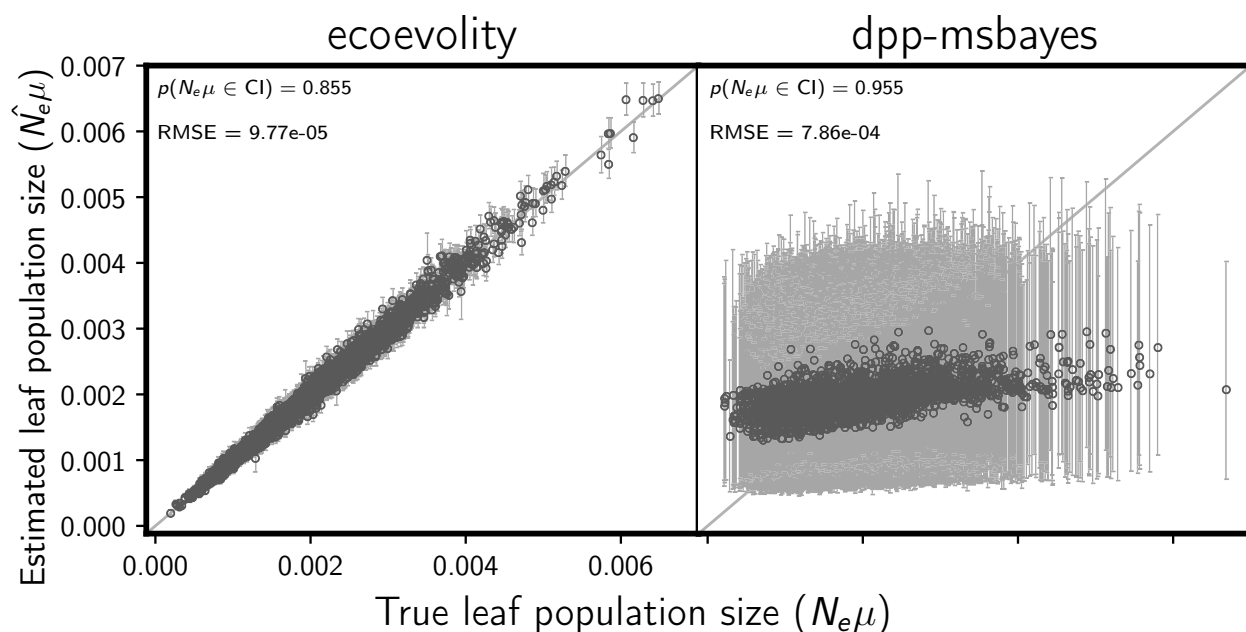 ecoevolity
dpp-msbayes
p(Nₑμ ∈ CI) = 0.855
RMSE = 9.77e-05
p(Nₑμ ∈ CI) = 0.955
RMSE = 7.86e-04
Estimated leaf population size (N̂ₑμ)
0.007
0.006
0.005
0.004
0.003
0.002
0.001
0.000
0.000 0.002 0.004 0.006
True leaf population size (Nₑμ)